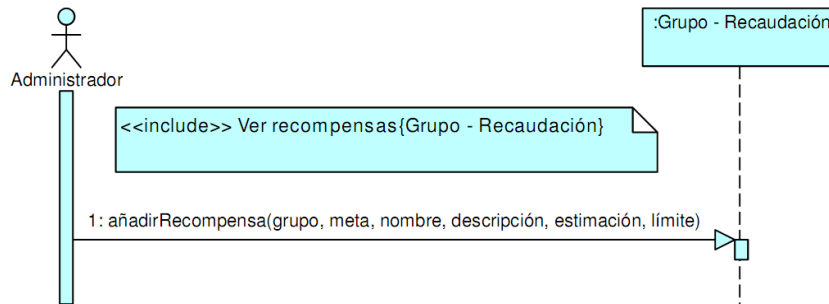 :Grupo - Recaudación
Administrador
<<include>> Ver recompensas{Grupo - Recaudación}
1: añadirRecompensa(grupo, meta, nombre, descripción, estimación, límite)